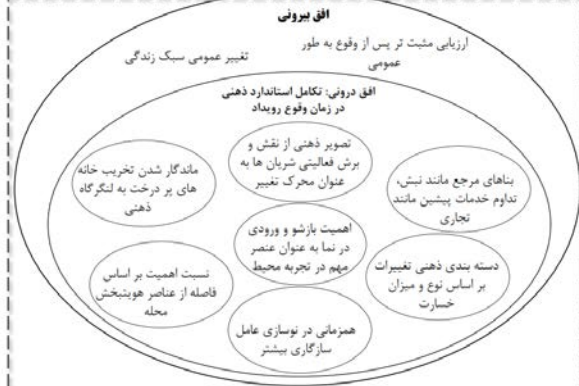 افق بیرونی
ارزیابی مثبت تر پس از وقوع به طور
عمومی
تغییر عمومی سبک زندگی
افق درونی: تکامل استاندارد ذهنی
در زمان وقوع رویداد
تصویر ذهنی از نقش و
برش فعالیتی شریان ها به
عنوان محرک تغییر
بناهای مرجع مانند نبش،
تداوم خدمات پیشین مانند
تجاری
ماندگار شدن تخریب خانه
های پر درخت به لنگرگاه
ذهنی
اهمیت بازشو و ورودی
در نما به عنوان عنصر
مهم در تجربه محیط
دسته بندی ذهنی تغییرات
بر اساس نوع و میزان
خسارت
نسبت اهمیت بر اساس
فاصله از عناصر هویتبخش
محله
همزمانی در نوسازی عامل
سازگاری بیشتر